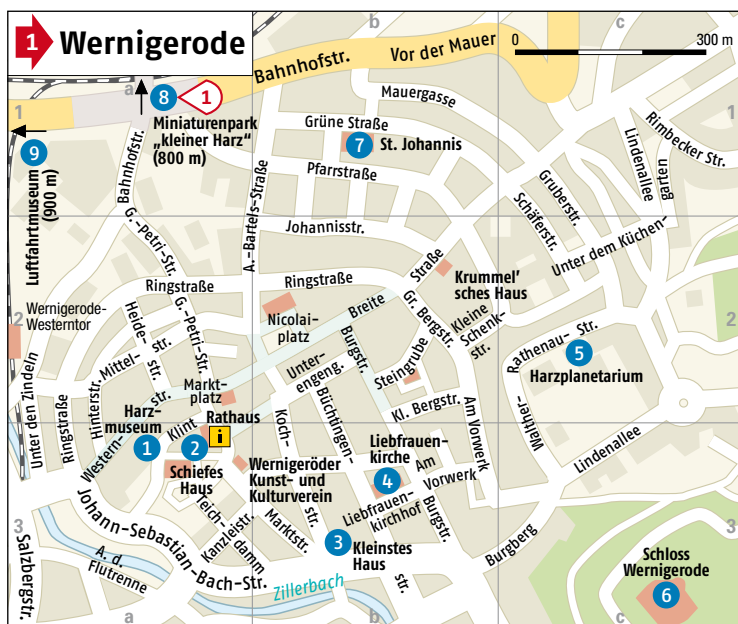 1 Wernigerode
a
b
c
0 300 m
Bahnhofstr.
Vor der Mauer
1
8
1
Miniaturenpark
„kleiner Harz"
(800 m)
9
Luftfahrtmuseum
(900 m)
Bahnhofstr.
Mauergasse
Grüne Straße
7
St. Johannis
Pfarrstraße
Johannisstr.
A.-Bartels-Straße
G.-Petri-Str.
Lindenallee
Rimbecker Str.
1
garten
Unter dem Küchen-
Gruberstr.
Schäferstr.
Ringstraße
Ringstraße
G.-Petri-Str.
Wernigerode-
Westerntor
2
Heide-
str.
Mittel-
str.
Hinterstr.
Ringstraße
Unter den Zindeln
Nicolai-
platz
Breite
Straße
Krummel'
sches Haus
Gr. Bergstr.
Kleine
Schenk-
str.
Burgstr.
Steingrube
Unter-
engeng.
Markt-
platz
Kl. Bergstr.
Walther-
Rathenau-
Str.
5
Harzplanetarium
2
Harz-
museum
1
Western-
str.
Klint
Rathaus
i
2
Schiefes
Haus
Koch-
str.
Büchtingen-
str.
Wernigeröder
Kunst- und
Kulturverein
Liebfrauen-
kirche
4
Am
Vorwerk
Am Vorwerk
Liebfrauen-
kirchhof
Burgstr.
Lindenallee
Burgberg
3
Johann-Sebastian-
Bach-Str.
Teich-
damm
Kanzleistr.
Marktstr.
3
Kleinstes
Haus
Salzbergstr.
A. d.
Flutrenne
Zillerbach
Schloss
Wernigerode
6
3
a
b
c